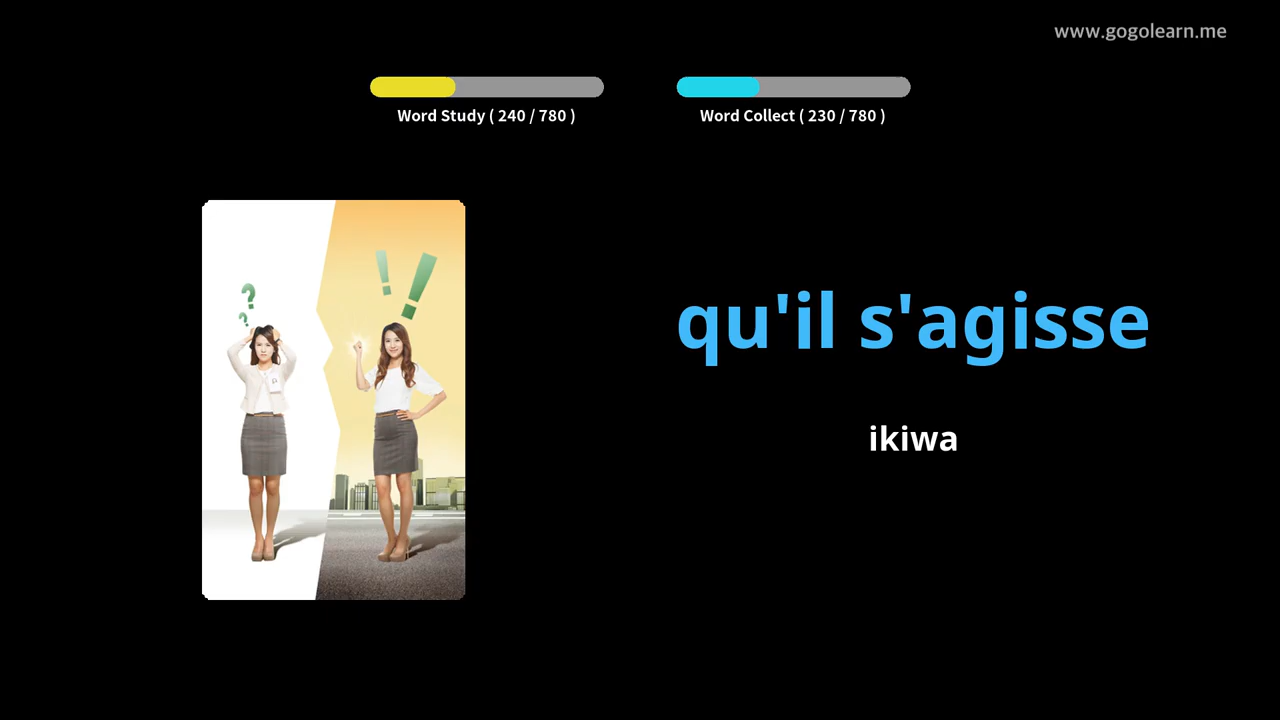 www.gogolearn.me
Word Study ( 240 / 780 )
Word Collect ( 230 / 780 )
? ? ! !
qu'il s'agisse
ikiwa